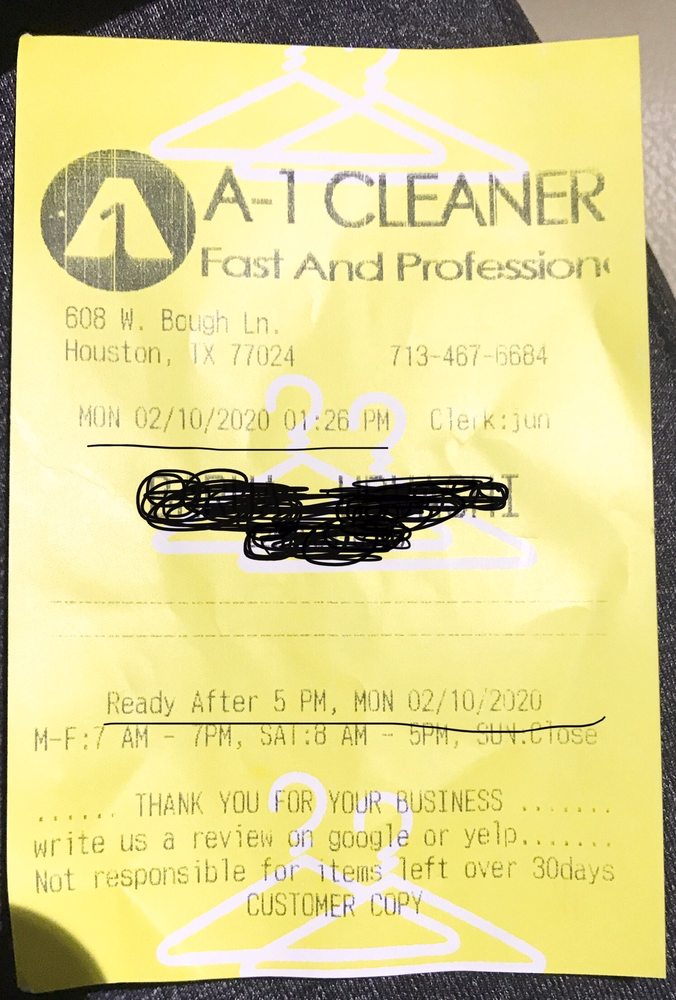 1
A-1 CLEANER
Fast And Profession
608 W. Bough Ln.
Houston, TX 77024 713-467-6684
MON 02/10/2020 01:26 PM Clerk:jun
Ready After 5 PM, MON 02/10/2020
M-F:7 AM - 7PM, SAT:8 AM - 5PM, SUN:Close
...... THANK YOU FOR YOUR BUSINESS .......
write us a review on google or yelp.......
Not responsible for items left over 30days
CUSTOMER COPY